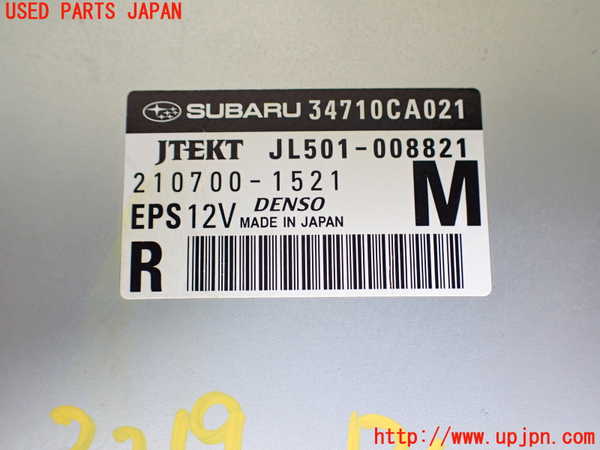 USED PARTS JAPAN
SUBARU 34710CA021
JTEKT JL501-008821
210700-1521
DENSO
EPS 12V MADE IN JAPAN
M
R
http://www.upjpn.com/